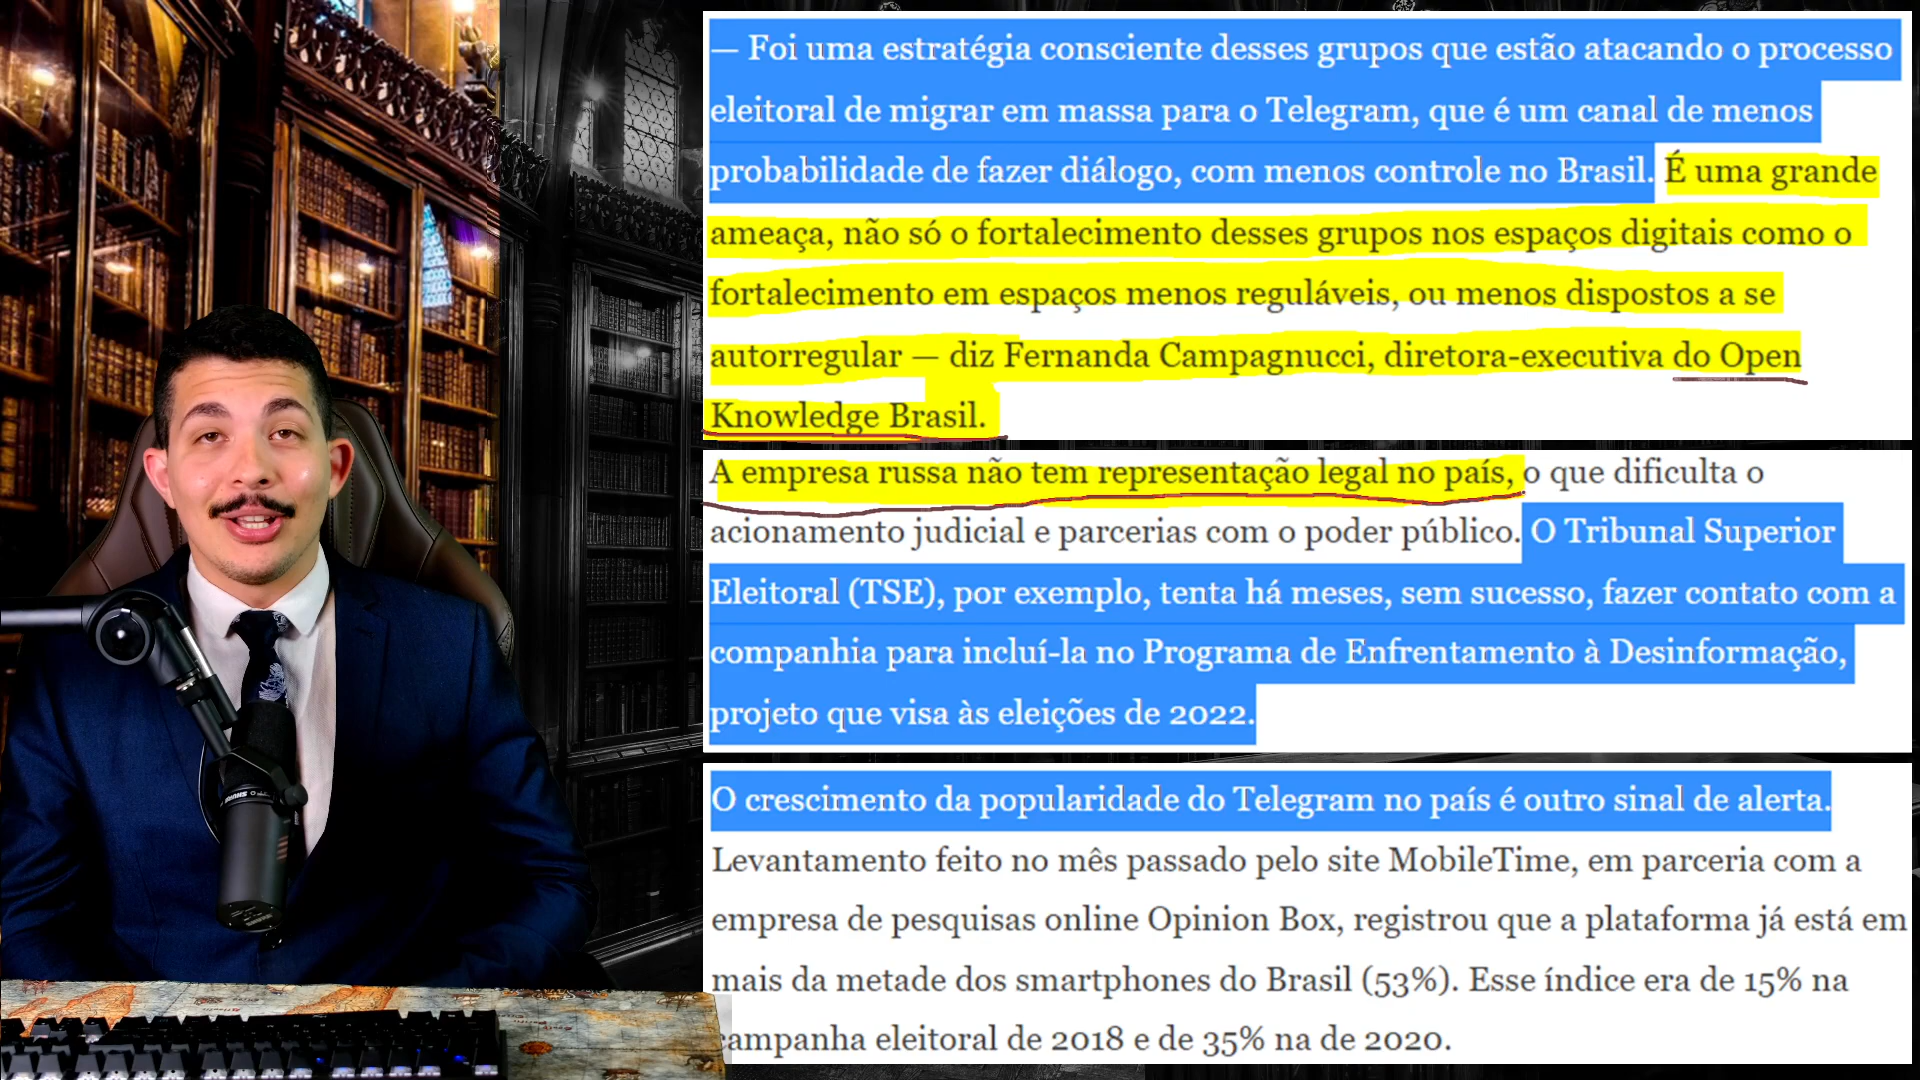 — Foi uma estratégia consciente desses grupos que estão atacando o processo
eleitoral de migrar em massa para o Telegram, que é um canal de menos
probabilidade de fazer diálogo, com menos controle no Brasil. É uma grande
ameaça, não só o fortalecimento desses grupos nos espaços digitais como o
fortalecimento em espaços menos reguláveis, ou menos dispostos a se
autorregular — diz Fernanda Campagnucci, diretora-executiva do Open
Knowledge Brasil.
A empresa russa não tem representação legal no país, o que dificulta o
acionamento judicial e parcerias com o poder público. O Tribunal Superior
Eleitoral (TSE), por exemplo, tenta há meses, sem sucesso, fazer contato com a
companhia para incluí-la no Programa de Enfrentamento à Desinformação,
projeto que visa às eleições de 2022.
O crescimento da popularidade do Telegram no país é outro sinal de alerta.
Levantamento feito no mês passado pelo site MobileTime, em parceria com a
empresa de pesquisas online Opinion Box, registrou que a plataforma já está em
mais da metade dos smartphones do Brasil (53%). Esse índice era de 15% na
campanha eleitoral de 2018 e de 35% na de 2020.
SHURE